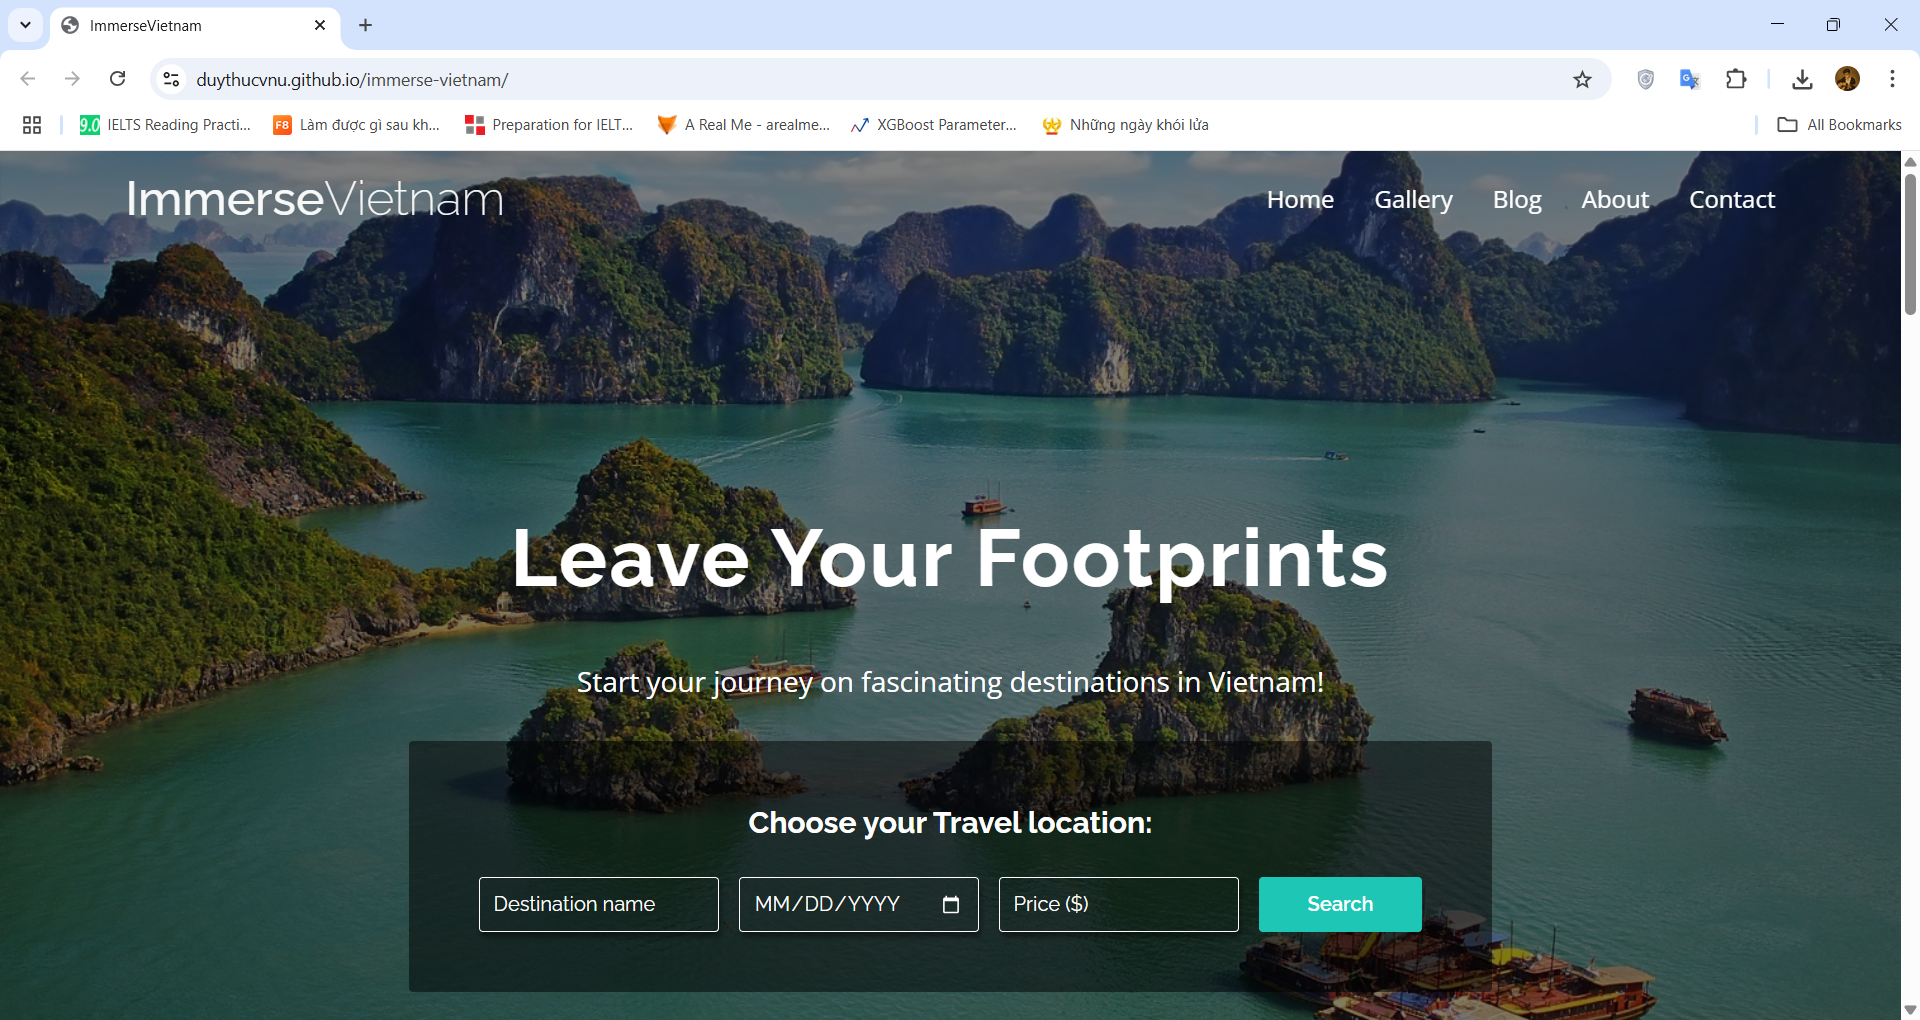 ImmerseVietnam
duythucvnu.github.io/immerse-vietnam/
9.0 IELTS Reading Practi...
F8 Làm được gì sau kh...
Preparation for IELT...
A Real Me - arealme...
XGBoost Parameter...
Những ngày khói lửa
All Bookmarks
ImmerseVietnam
Home
Gallery
Blog
About
Contact
Leave Your Footprints
Start your journey on fascinating destinations in Vietnam!
Choose your Travel location:
Destination name
MM/DD/YYYY
Price ($)
Search